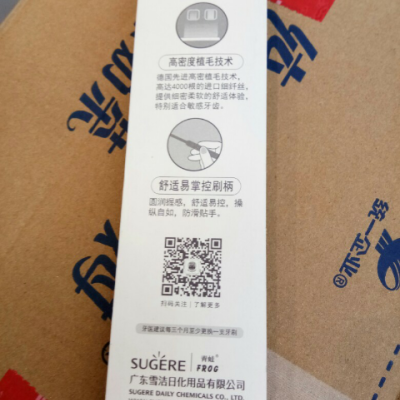 高密度植毛技术
德国先进高密植毛技术,
高达4000根的进口细纤丝,
提供细密柔软的舒适体验,
特别适合敏感牙齿。
舒适易掌控刷柄
圆润握感, 舒适易控, 操
纵自如, 防滑贴手。
扫码关注 | 了解更多
牙医建议每三个月至少更换一支牙刷
SUGERE
青蛙®
FROG
广东雪洁日化用品有限公司
SUGERE DAILY CHEMICALS CO., LTD.
统一企业®